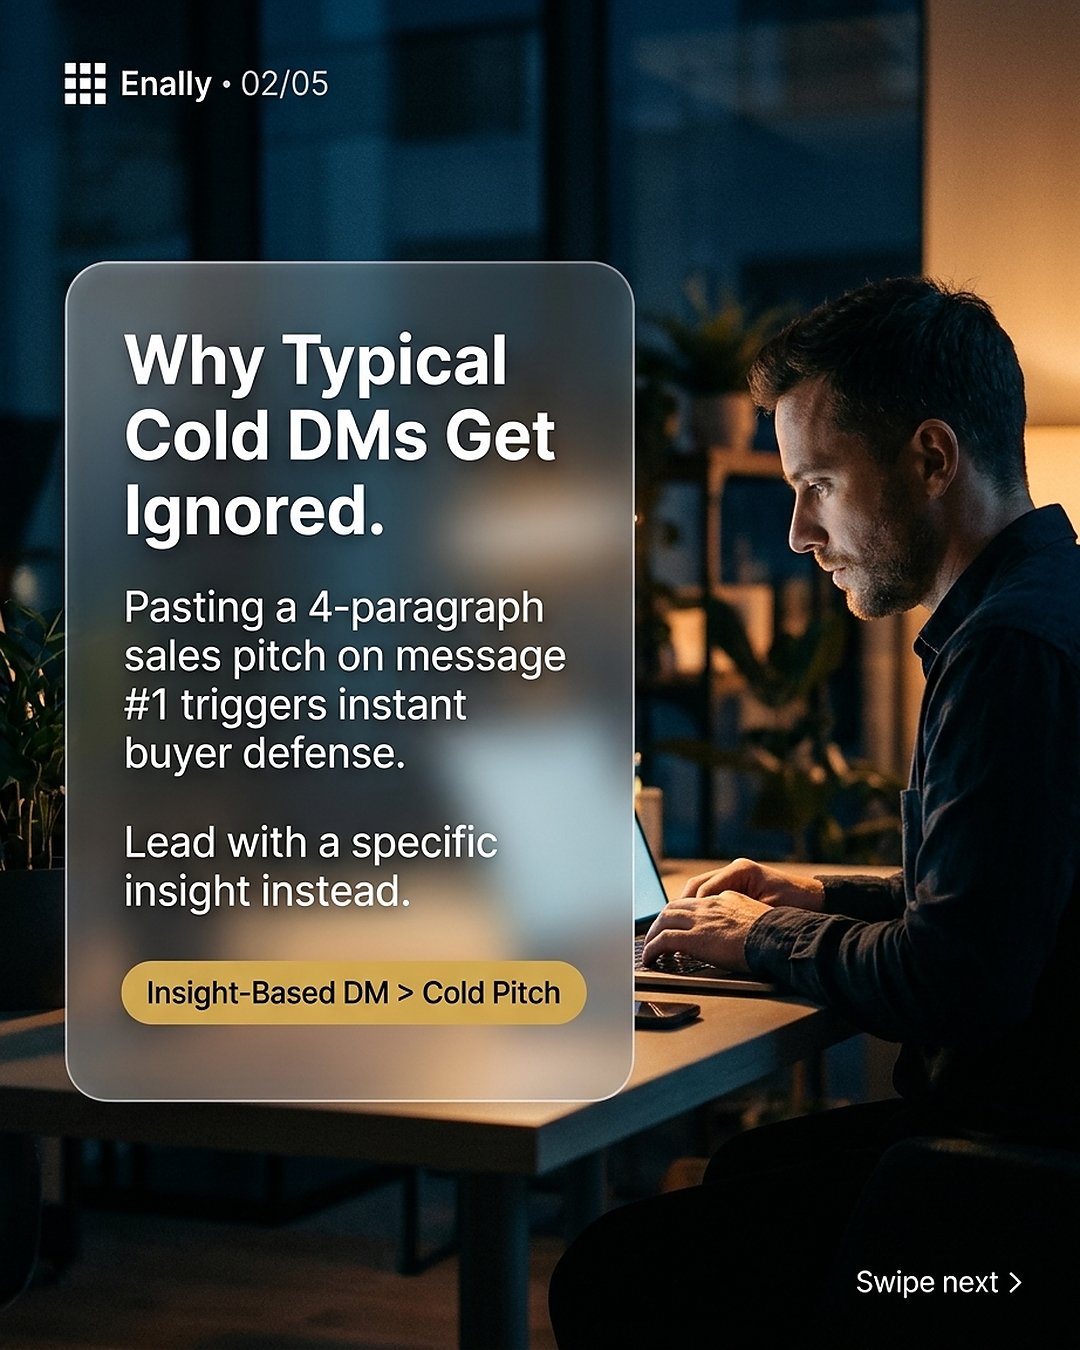 Enally • 02/05
Why Typical
Cold DMs Get
Ignored.
Pasting a 4-paragraph
sales pitch on message
#1 triggers instant
buyer defense.
Lead with a specific
insight instead.
Insight-Based DM > Cold Pitch
Swipe next >